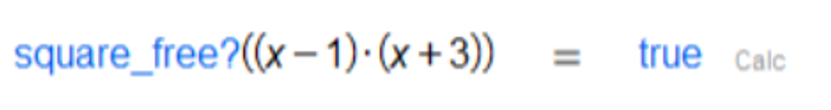 square_free?((x − 1)·(x + 3)) = true Calc